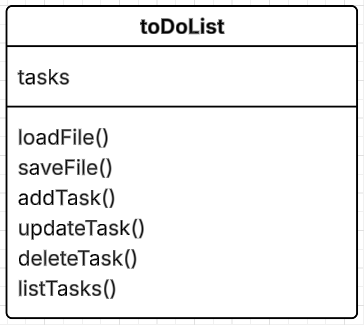 toDoList
tasks
loadFile()
saveFile()
addTask()
updateTask()
deleteTask()
listTasks()